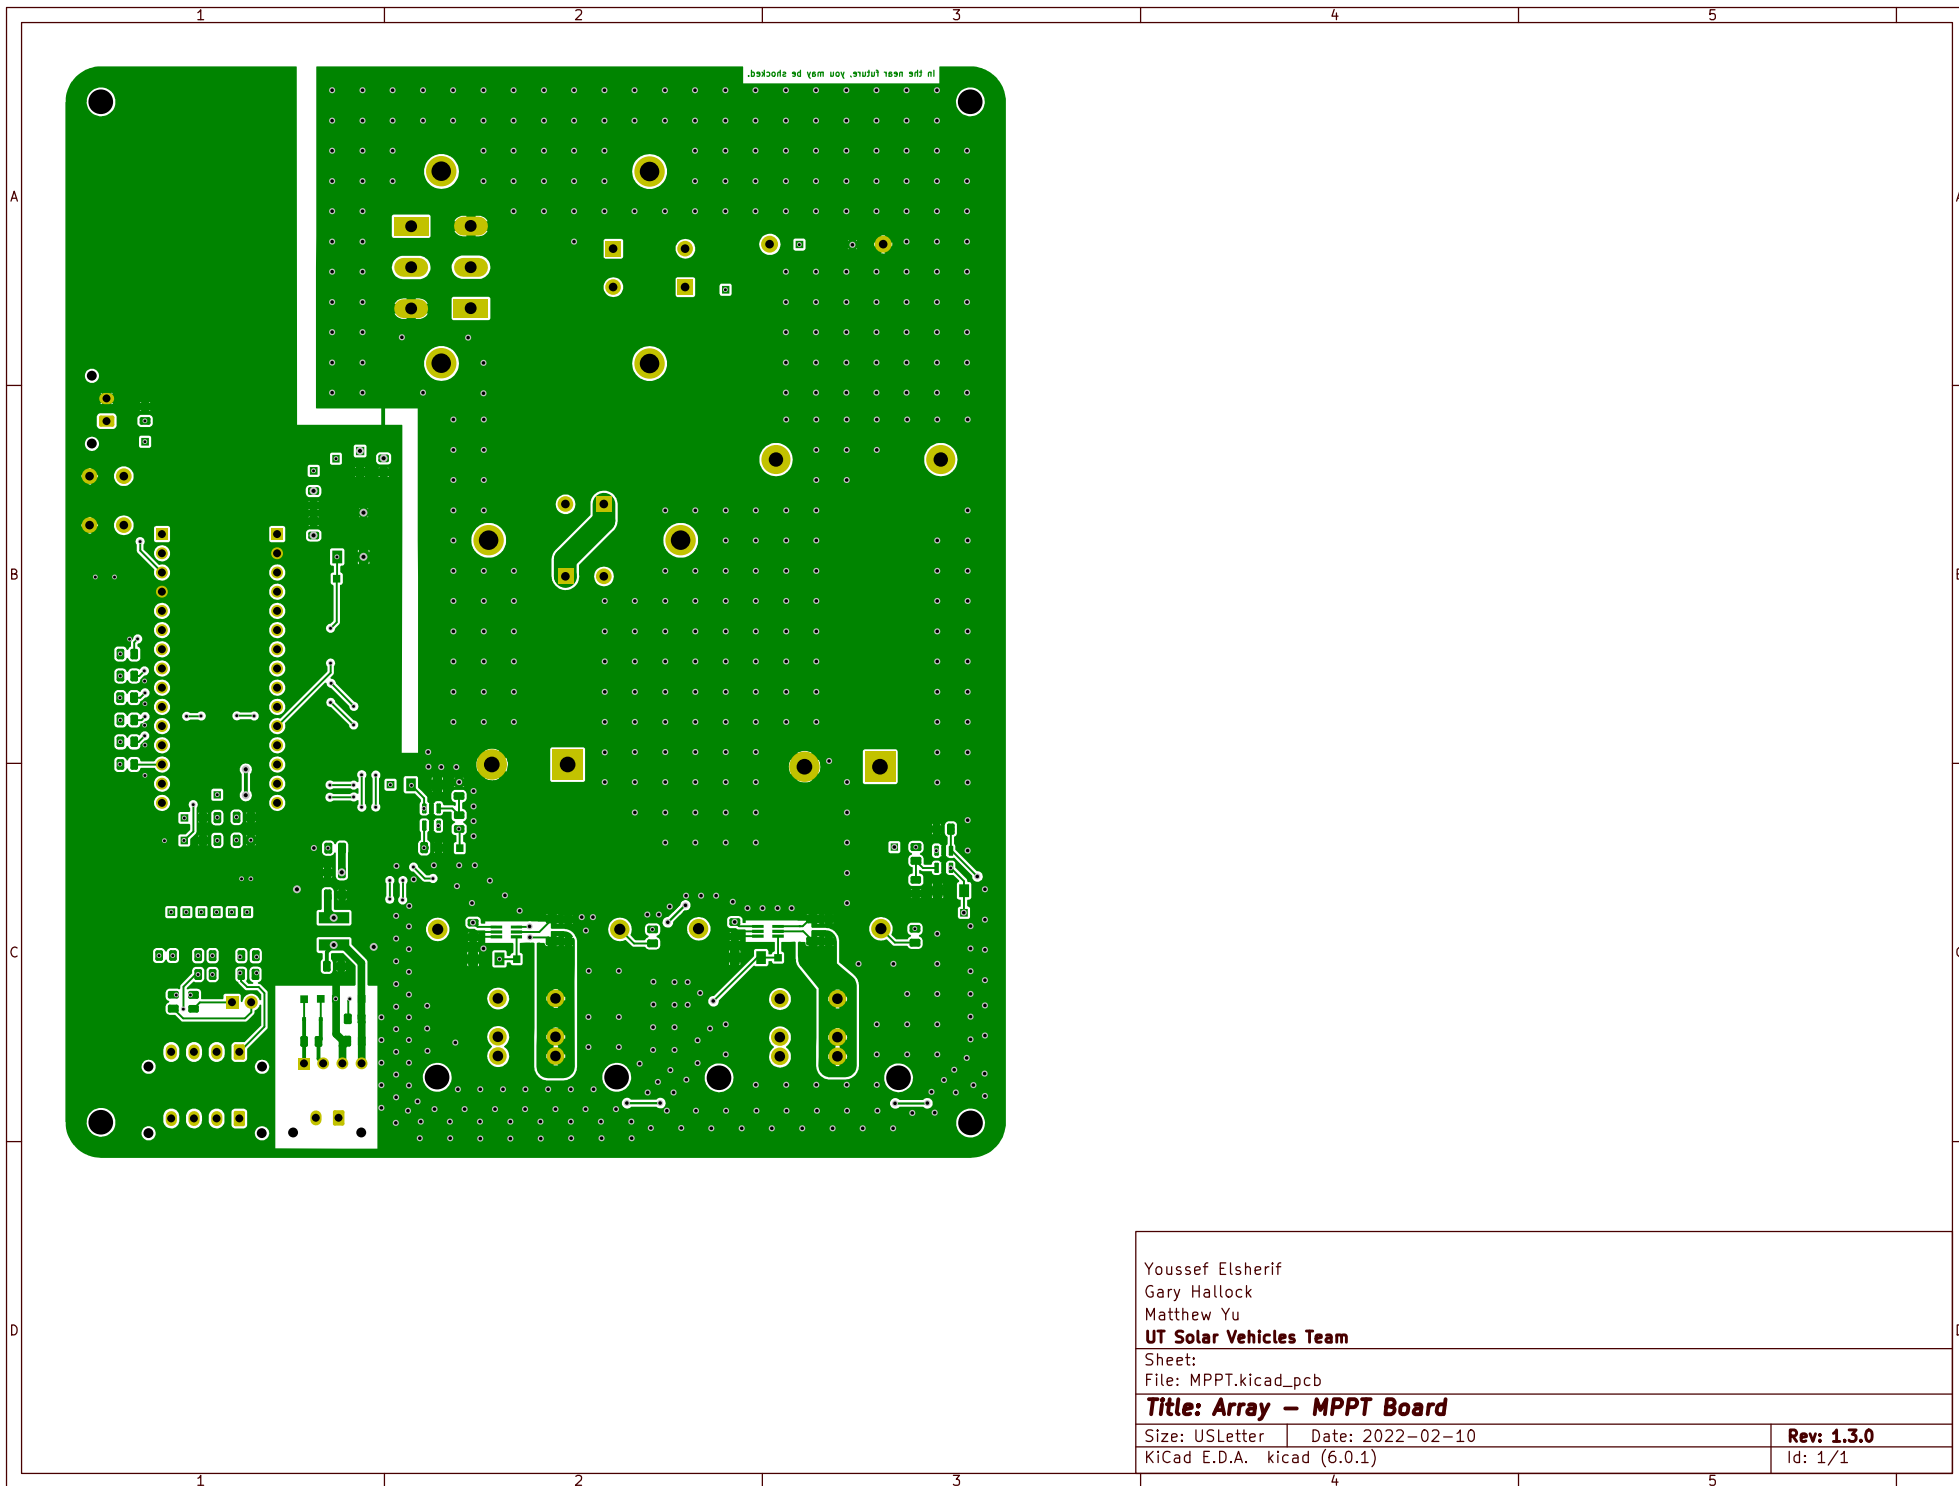 1 2 3 4 5
In the near future, you may be shocked.
A A
B B
C C
D D
Youssef Elsherif
Gary Hallock
Matthew Yu
UT Solar Vehicles Team
Sheet:
File: MPPT.kicad_pcb
Title: Array – MPPT Board
Size: USLetter Date: 2022-02-10 Rev: 1.3.0
KiCad E.D.A. kicad (6.0.1) Id: 1/1
1 2 3 4 5